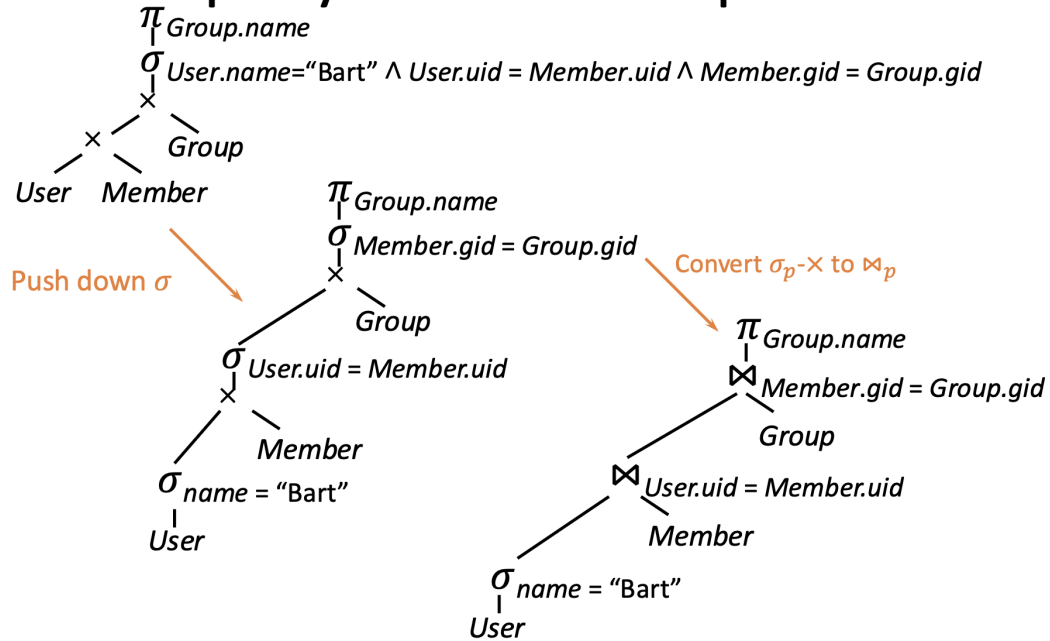 π Group.name
σ User.name=“Bart” ∧ User.uid = Member.uid ∧ Member.gid = Group.gid
×
× Group
User Member
Push down σ
π Group.name
σ Member.gid = Group.gid
×
Group
σ User.uid = Member.uid
×
Member
σ name = “Bart”
User
Convert σp-× to ⋈p
π Group.name
⋈ Member.gid = Group.gid
Group
⋈ User.uid = Member.uid
Member
σ name = “Bart”
User